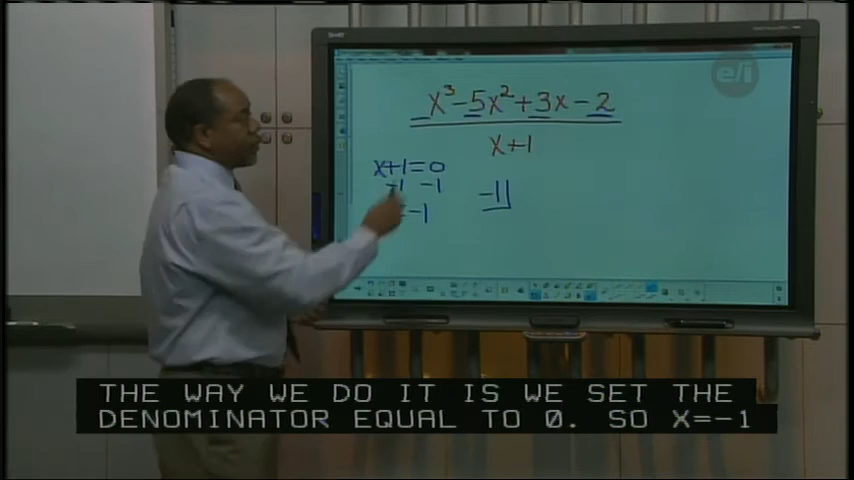 e/i
x³-5x²+3x-2
x+1
x+1=0
-1 -1
=-1
-1
THE WAY WE DO IT IS WE SET THE
DENOMINATOR EQUAL TO 0. SO X=-1